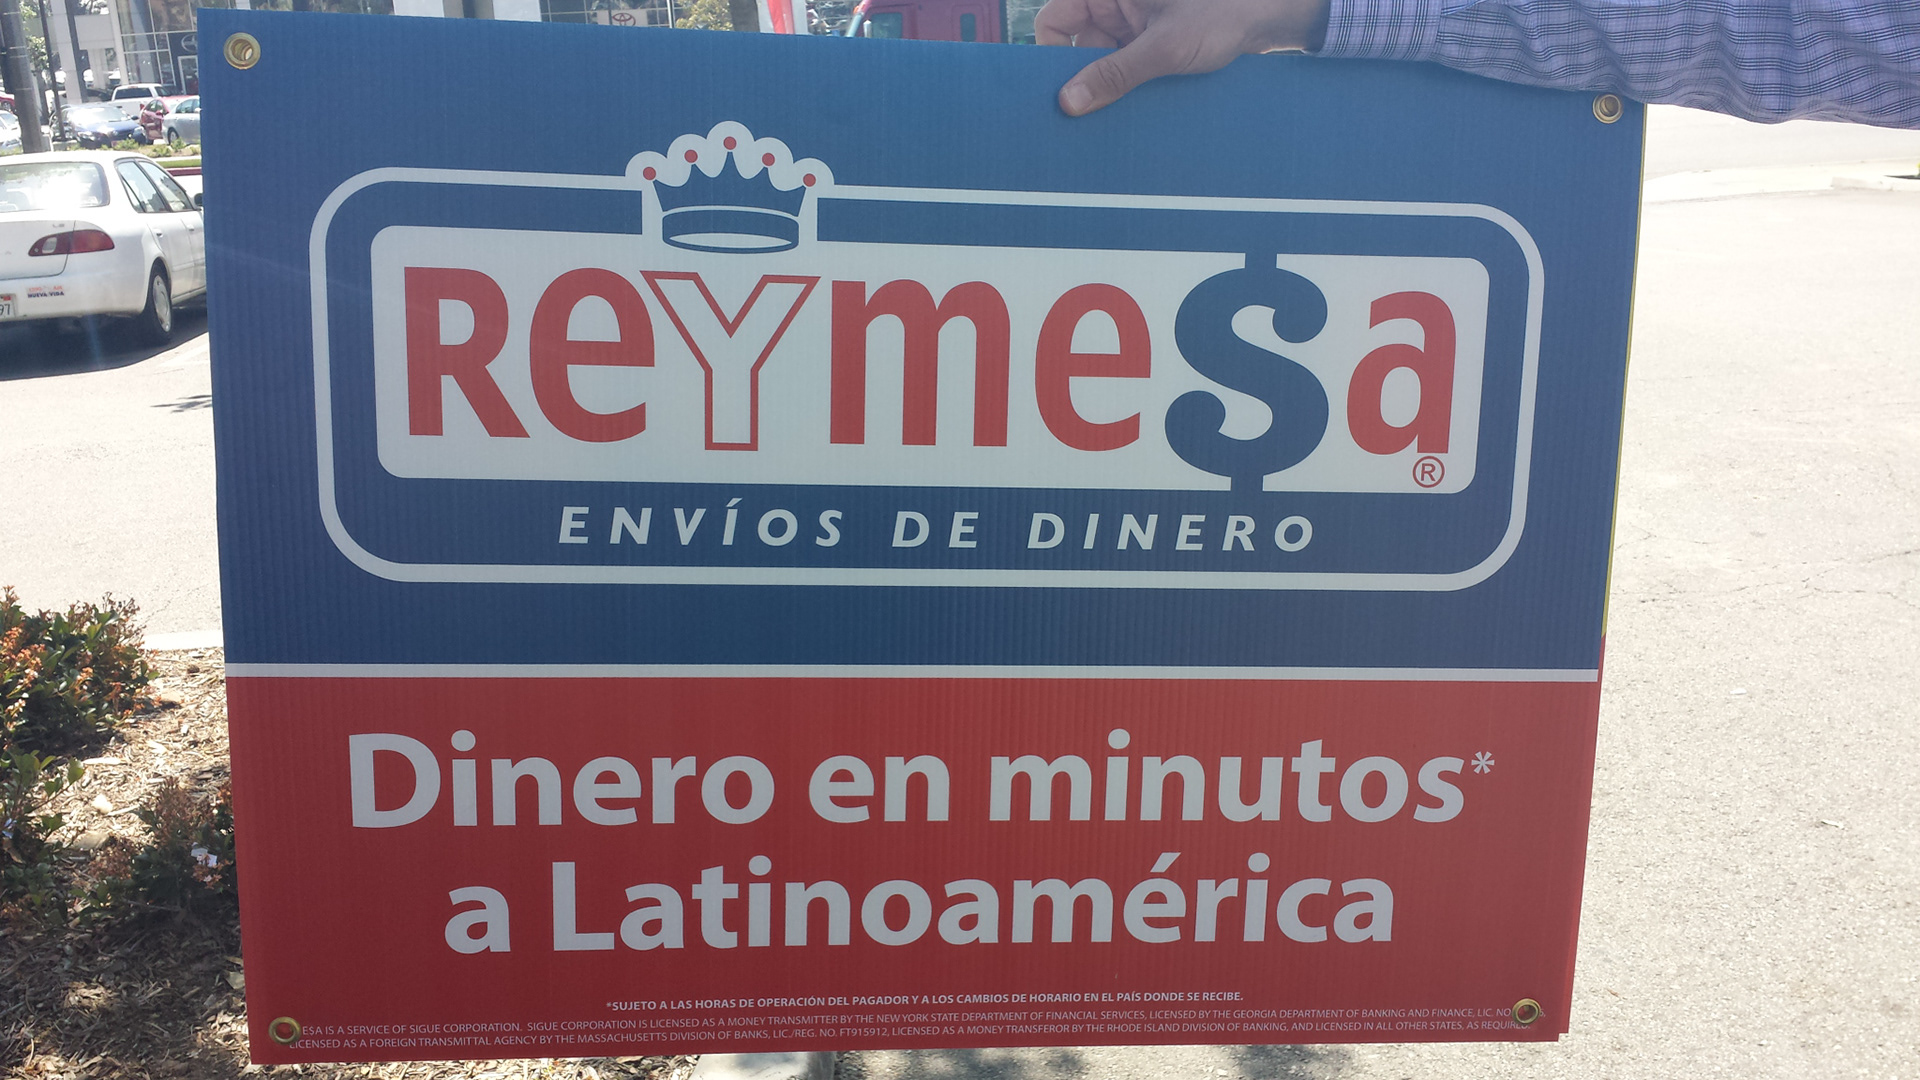 ReYme$a®
ENVÍOS DE DINERO
Dinero en minutos*
a Latinoamérica
*SUJETO A LAS HORAS DE OPERACIÓN DEL PAGADOR Y A LOS CAMBIOS DE HORARIO EN EL PAÍS DONDE SE RECIBE.
IS A SERVICE OF SIGUE CORPORATION. SIGUE CORPORATION IS LICENSED AS A MONEY TRANSMITTER BY THE NEW YORK STATE DEPARTMENT OF FINANCIAL SERVICES, LICENSED BY THE GEORGIA DEPARTMENT OF BANKING AND FINANCE, LIC. NO
LICENSED AS A FOREIGN TRANSMITTAL AGENCY BY THE MASSACHUSETTS DIVISION OF BANKS, LIC./REG. NO. FT915912, LICENSED AS A MONEY TRANSFEROR BY THE RHODE ISLAND DIVISION OF BANKING, AND LICENSED IN ALL OTHER STATES, AS REQUIRED.